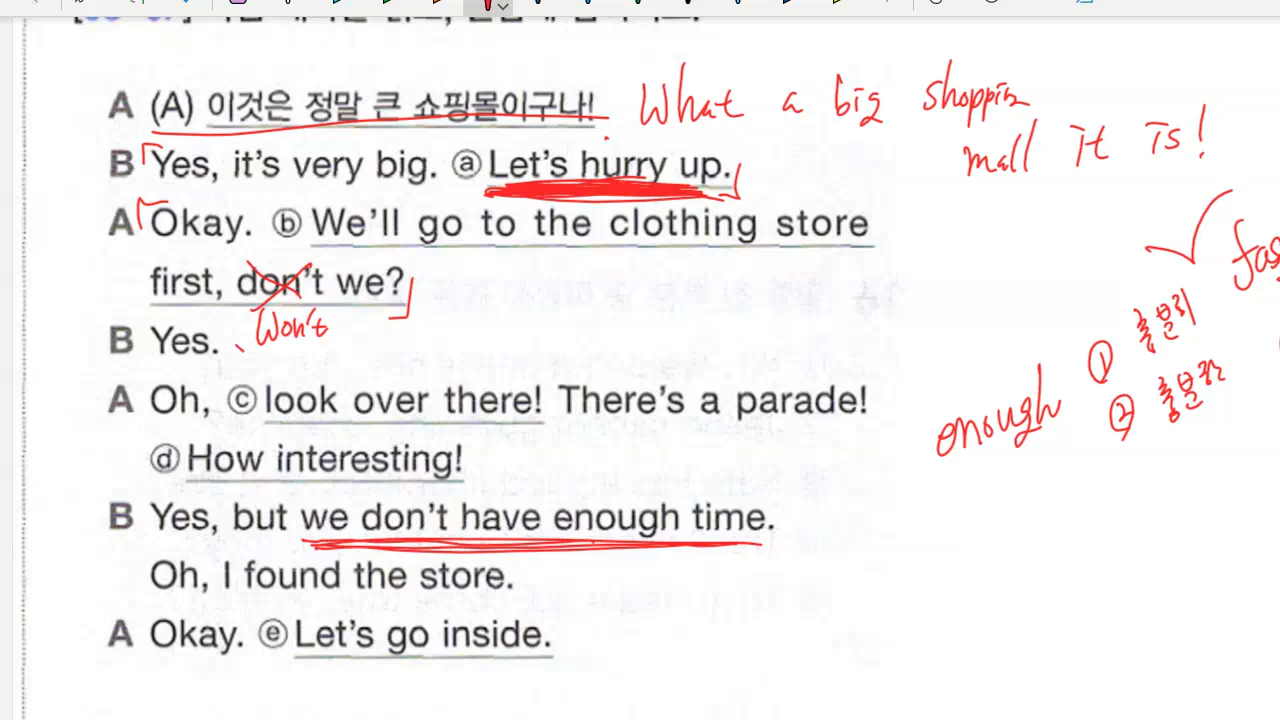 A (A) 이것은 정말 큰 쇼핑몰이구나! What a big shopping
mall it is!
B Yes, it's very big. ⓐ Let's hurry up.
A Okay. ⓑ We'll go to the clothing store
first, don't we?
won't
B Yes.
A Oh, ⓒ look over there! There's a parade!
ⓓ How interesting!
B Yes, but we don't have enough time.
Oh, I found the store.
A Okay. ⓔ Let's go inside.
enough ① 충분히
② 충분한